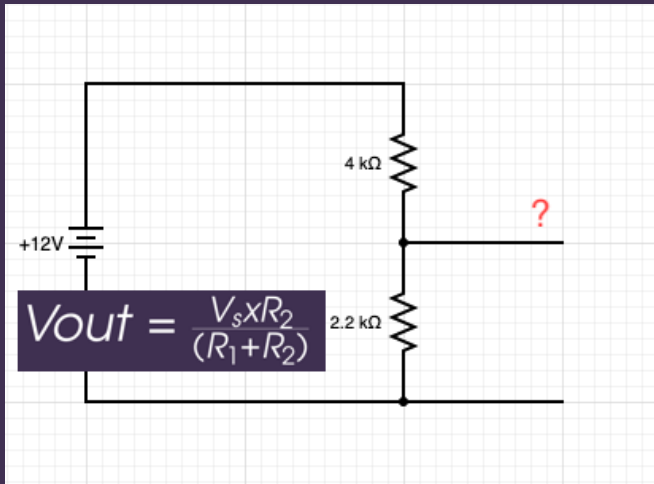 4 kΩ
?
+12V
Vout = VsxR2
(R1+R2)
2.2 kΩ